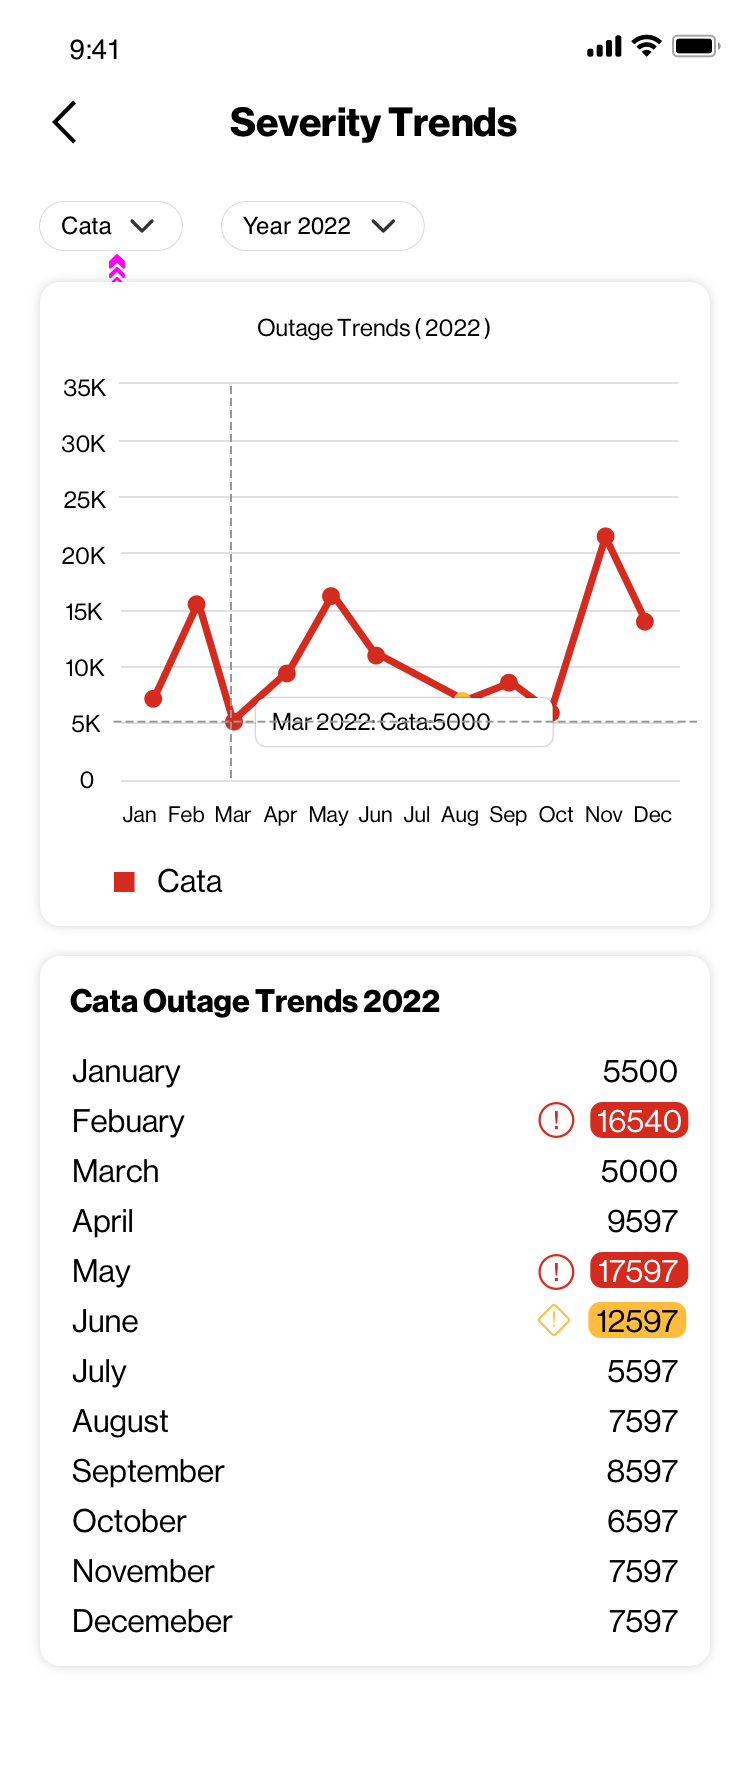 9:41
Severity Trends
Cata Year 2022
Outage Trends ( 2022 )
35K
30K
25K
20K
15K
10K
5K
Mar 2022: Cata:5000
0
Jan Feb Mar Apr May Jun Jul Aug Sep Oct Nov Dec
Cata
Cata Outage Trends 2022
January 5500
Febuary 16540
March 5000
April 9597
May 17597
June 12597
July 5597
August 7597
September 8597
October 6597
November 7597
Decemeber 7597